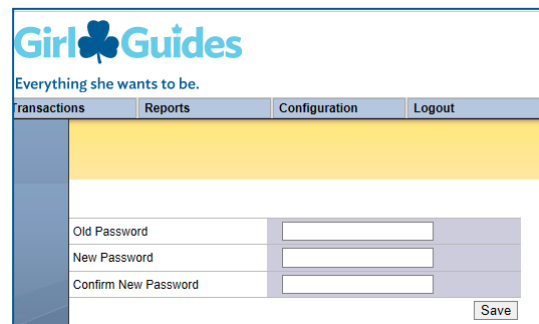 Girl Guides
Everything she wants to be.
Transactions Reports Configuration Logout
Old Password
New Password
Confirm New Password
Save